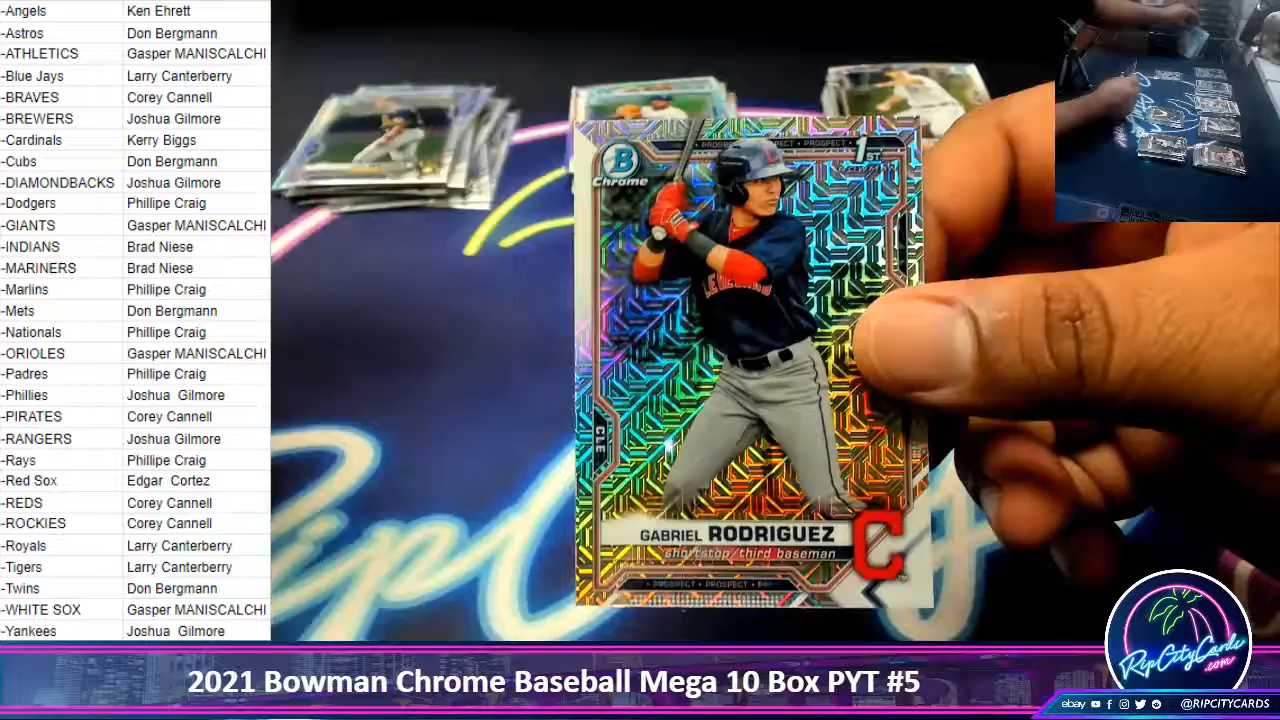 -Angels Ken Ehrett
-Astros Don Bergmann
-ATHLETICS Gasper MANISCALCHI
-Blue Jays Larry Canterberry
-BRAVES Corey Cannell
-BREWERS Joshua Gilmore
-Cardinals Kerry Biggs
-Cubs Don Bergmann
-DIAMONDBACKS Joshua Gilmore
-Dodgers Phillipe Craig
-GIANTS Gasper MANISCALCHI
-INDIANS Brad Niese
-MARINERS Brad Niese
-Merlins Phillipe Craig
-Mets Don Bergmann
-Nationals Phillipe Craig
-ORIOLES Gasper MANISCALCHI
-Padres Phillipe Craig
-Phillies Joshua Gilmore
-PIRATES Corey Cannell
-RANGERS Joshua Gilmore
-Rays Phillipe Craig
-Red Sox Edgar Cortez
-REDS Corey Cannell
-ROCKIES Corey Cannell
-Royals Larry Canterberry
-Tigers Larry Canterberry
-Twins Don Bergmann
-WHITE SOX Gasper MANISCALCHI
-Yankees Joshua Gilmore
PROSPECT
B
Chrome
1ST
CLE
GABRIEL RODRIGUEZ
shortstop/third baseman
C
• PROSPECT • PROSPECT •
2021 Bowman Chrome Baseball Mega 10 Box PYT #5
RipCityCards
.com
ebay @RIPCITYCARDS